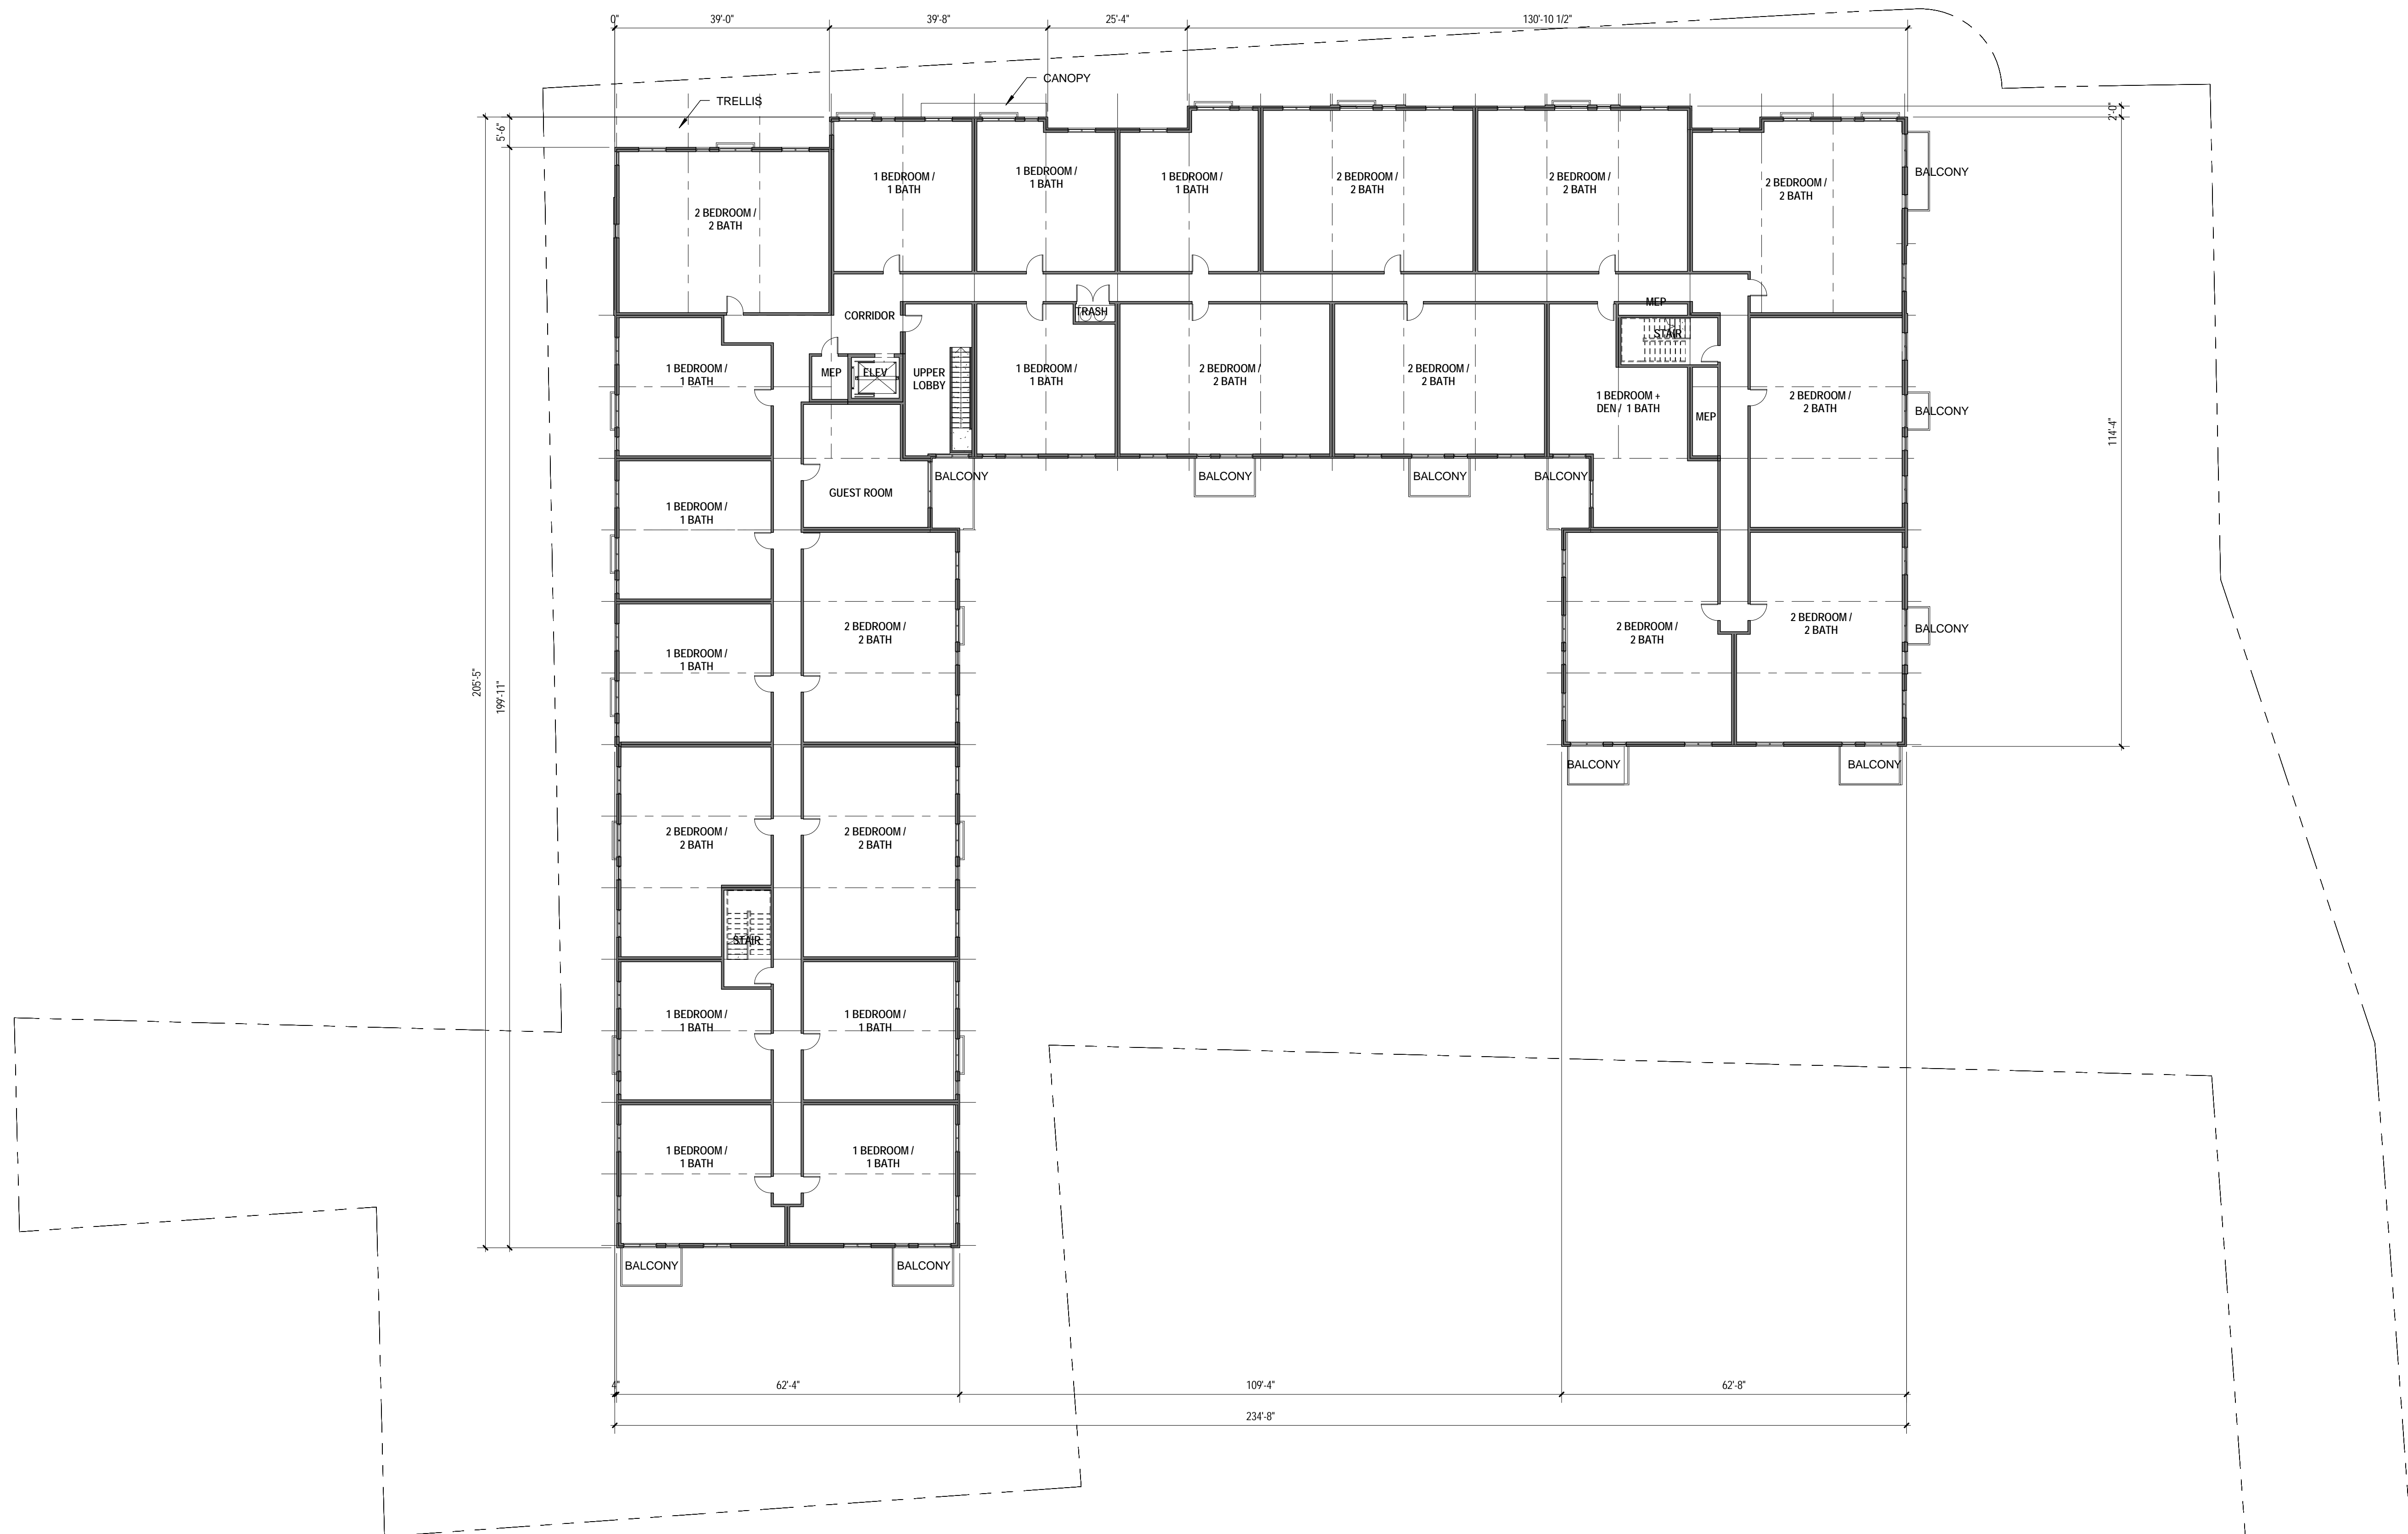 0"
39'-0"
39'-8"
25'-4"
130'-10 1/2"
CANOPY
TRELLIS
5'-6"
2'-0"
1 BEDROOM /
1 BATH
1 BEDROOM /
1 BATH
1 BEDROOM /
1 BATH
2 BEDROOM /
2 BATH
2 BEDROOM /
2 BATH
2 BEDROOM /
2 BATH
BALCONY
2 BEDROOM /
2 BATH
CORRIDOR
TRASH
MEP
STAIR
1 BEDROOM /
1 BATH
MEP
ELEV
UPPER
LOBBY
1 BEDROOM /
1 BATH
2 BEDROOM /
2 BATH
2 BEDROOM /
2 BATH
1 BEDROOM +
DEN / 1 BATH
MEP
2 BEDROOM /
2 BATH
BALCONY
114'-4"
BALCONY
BALCONY
BALCONY
BALCONY
GUEST ROOM
1 BEDROOM /
1 BATH
205'-5"
199'-11"
1 BEDROOM /
1 BATH
2 BEDROOM /
2 BATH
2 BEDROOM /
2 BATH
2 BEDROOM /
2 BATH
BALCONY
BALCONY
BALCONY
2 BEDROOM /
2 BATH
2 BEDROOM /
2 BATH
STAIR
1 BEDROOM /
1 BATH
1 BEDROOM /
1 BATH
1 BEDROOM /
1 BATH
1 BEDROOM /
1 BATH
BALCONY
BALCONY
4"
62'-4"
109'-4"
62'-8"
234'-8"